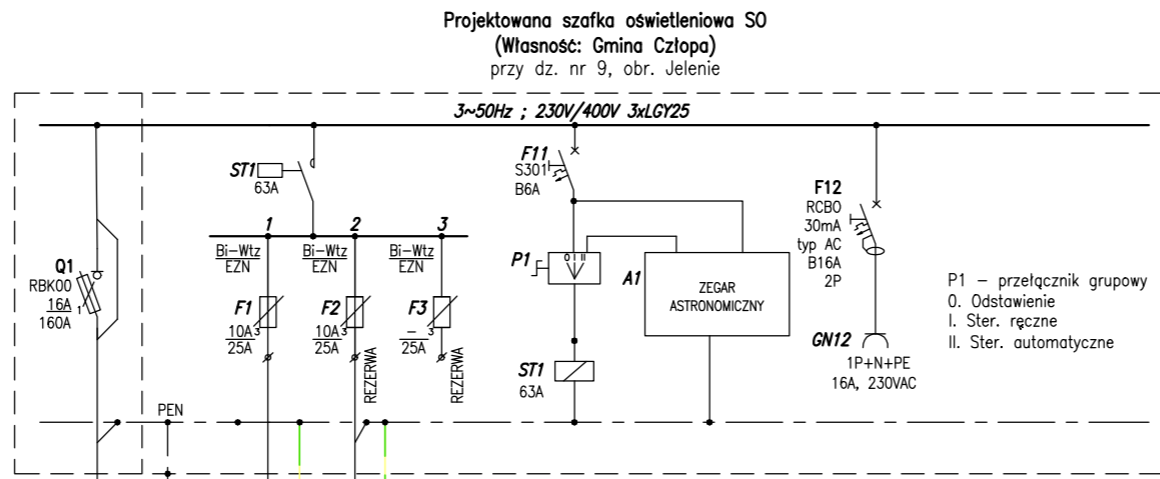 Projektowana szafka oświetleniowa SO
(Własność: Gmina Człopa)
przy dz. nr 9, obr. Jelenie
3~50Hz ; 230V/400V 3xLGY25
Q1
RBK00
16A
160A
1
ST1
63A
1
2
3
Bi-Wtz
EZN
Bi-Wtz
EZN
Bi-Wtz
EZN
F1
10A
25A
3
F2
10A
25A
3
F3
-
25A
3
REZERWA
REZERWA
PEN
F11
S301
B6A
P1
0 I II
ST1
63A
A1
ZEGAR
ASTRONOMICZNY
F12
RCBO
30mA
typ AC
B16A
2P
GN12
1P+N+PE
16A, 230VAC
P1 – przełącznik grupowy
0. Odstawienie
I. Ster. ręczne
II. Ster. automatyczne